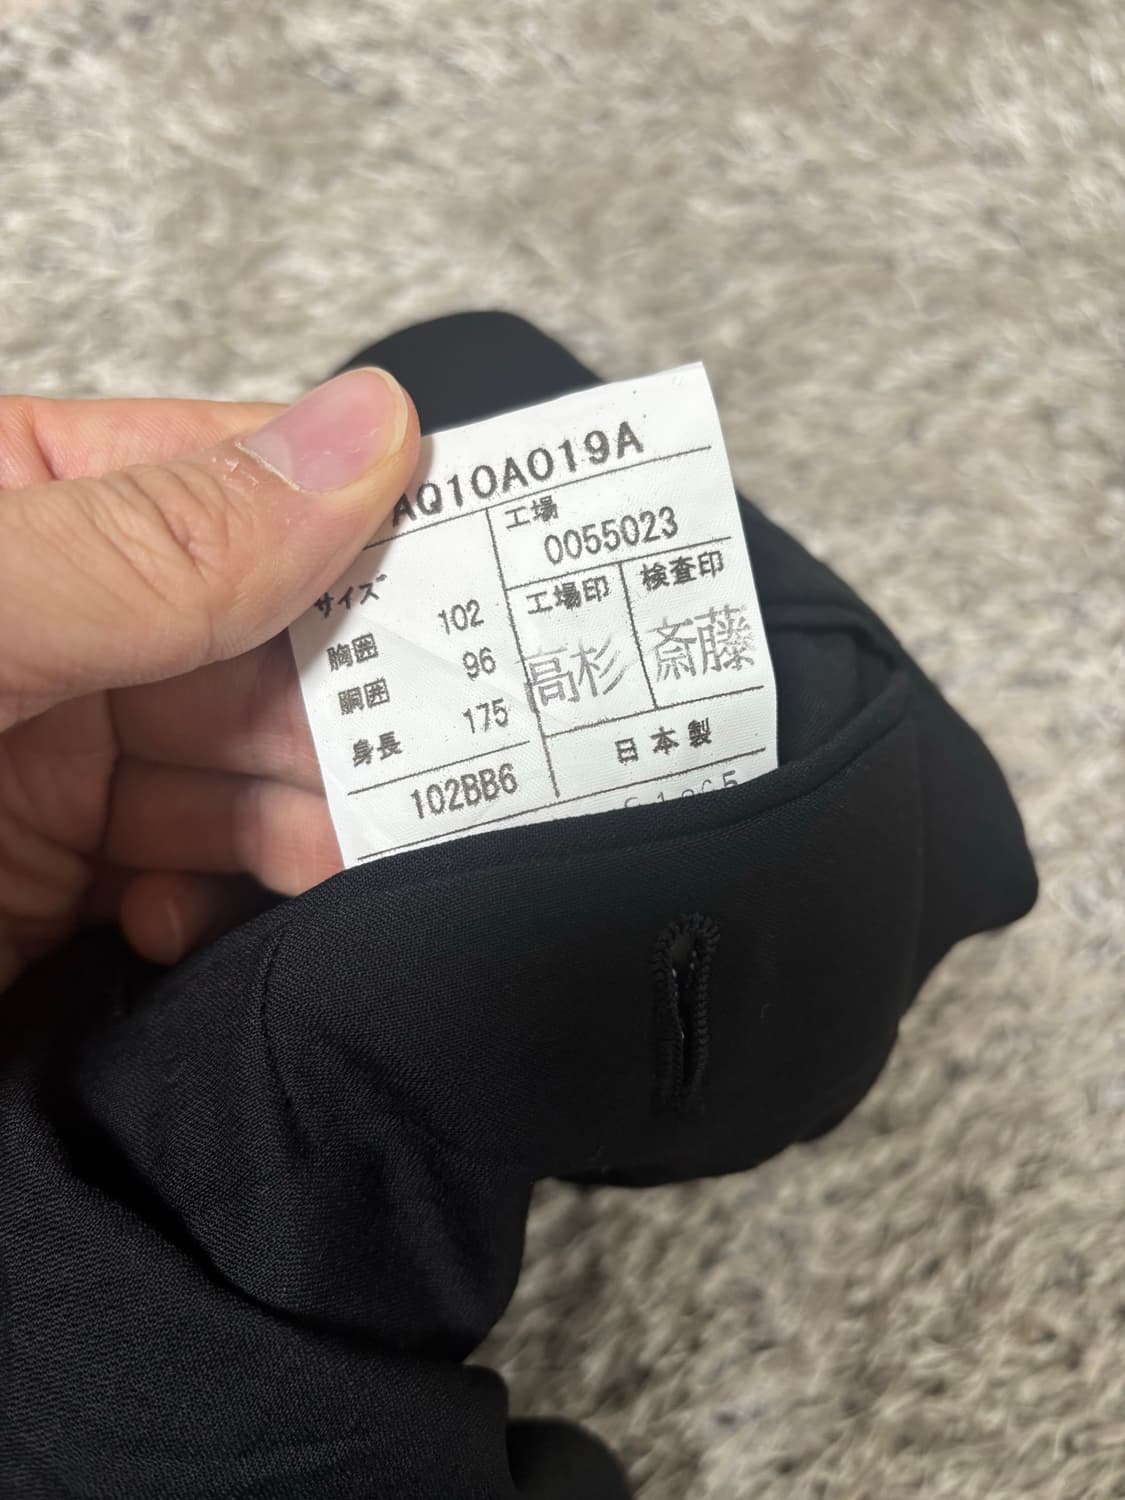 AQ10A019A
工場
0055023
サイズ
胸囲 102
胴囲 96
身長 175
102BB6
工場印 検査印
高杉 斎藤
日本製